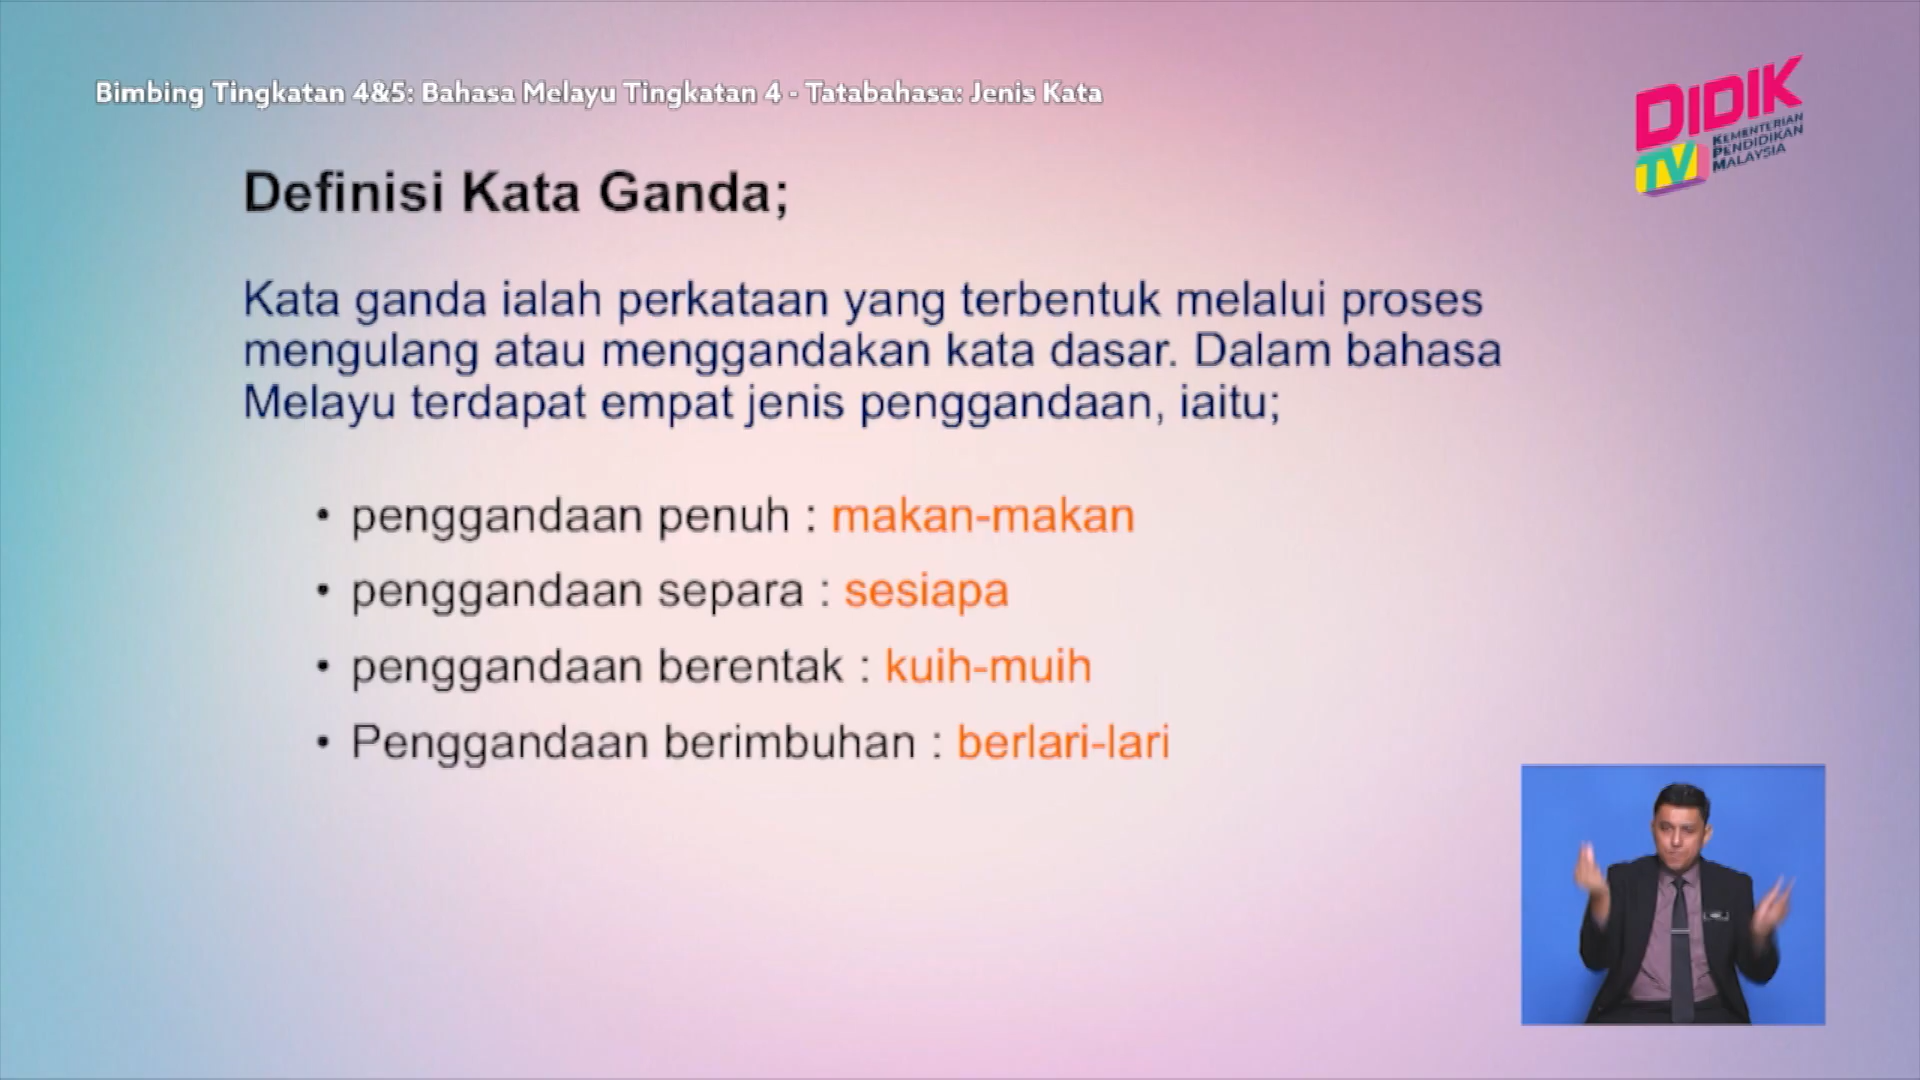 Bimbing Tingkatan 4&5: Bahasa Melayu Tingkatan 4 - Tatabahasa: Jenis Kata
DIDIK
TV
KEMENTERIAN
PENDIDIKAN
MALAYSIA
Definisi Kata Ganda;
Kata ganda ialah perkataan yang terbentuk melalui proses
mengulang atau menggandakan kata dasar. Dalam bahasa
Melayu terdapat empat jenis penggandaan, iaitu;
• penggandaan penuh : makan-makan
• penggandaan separa : sesiapa
• penggandaan berentak : kuih-muih
• Penggandaan berimbuhan : berlari-lari